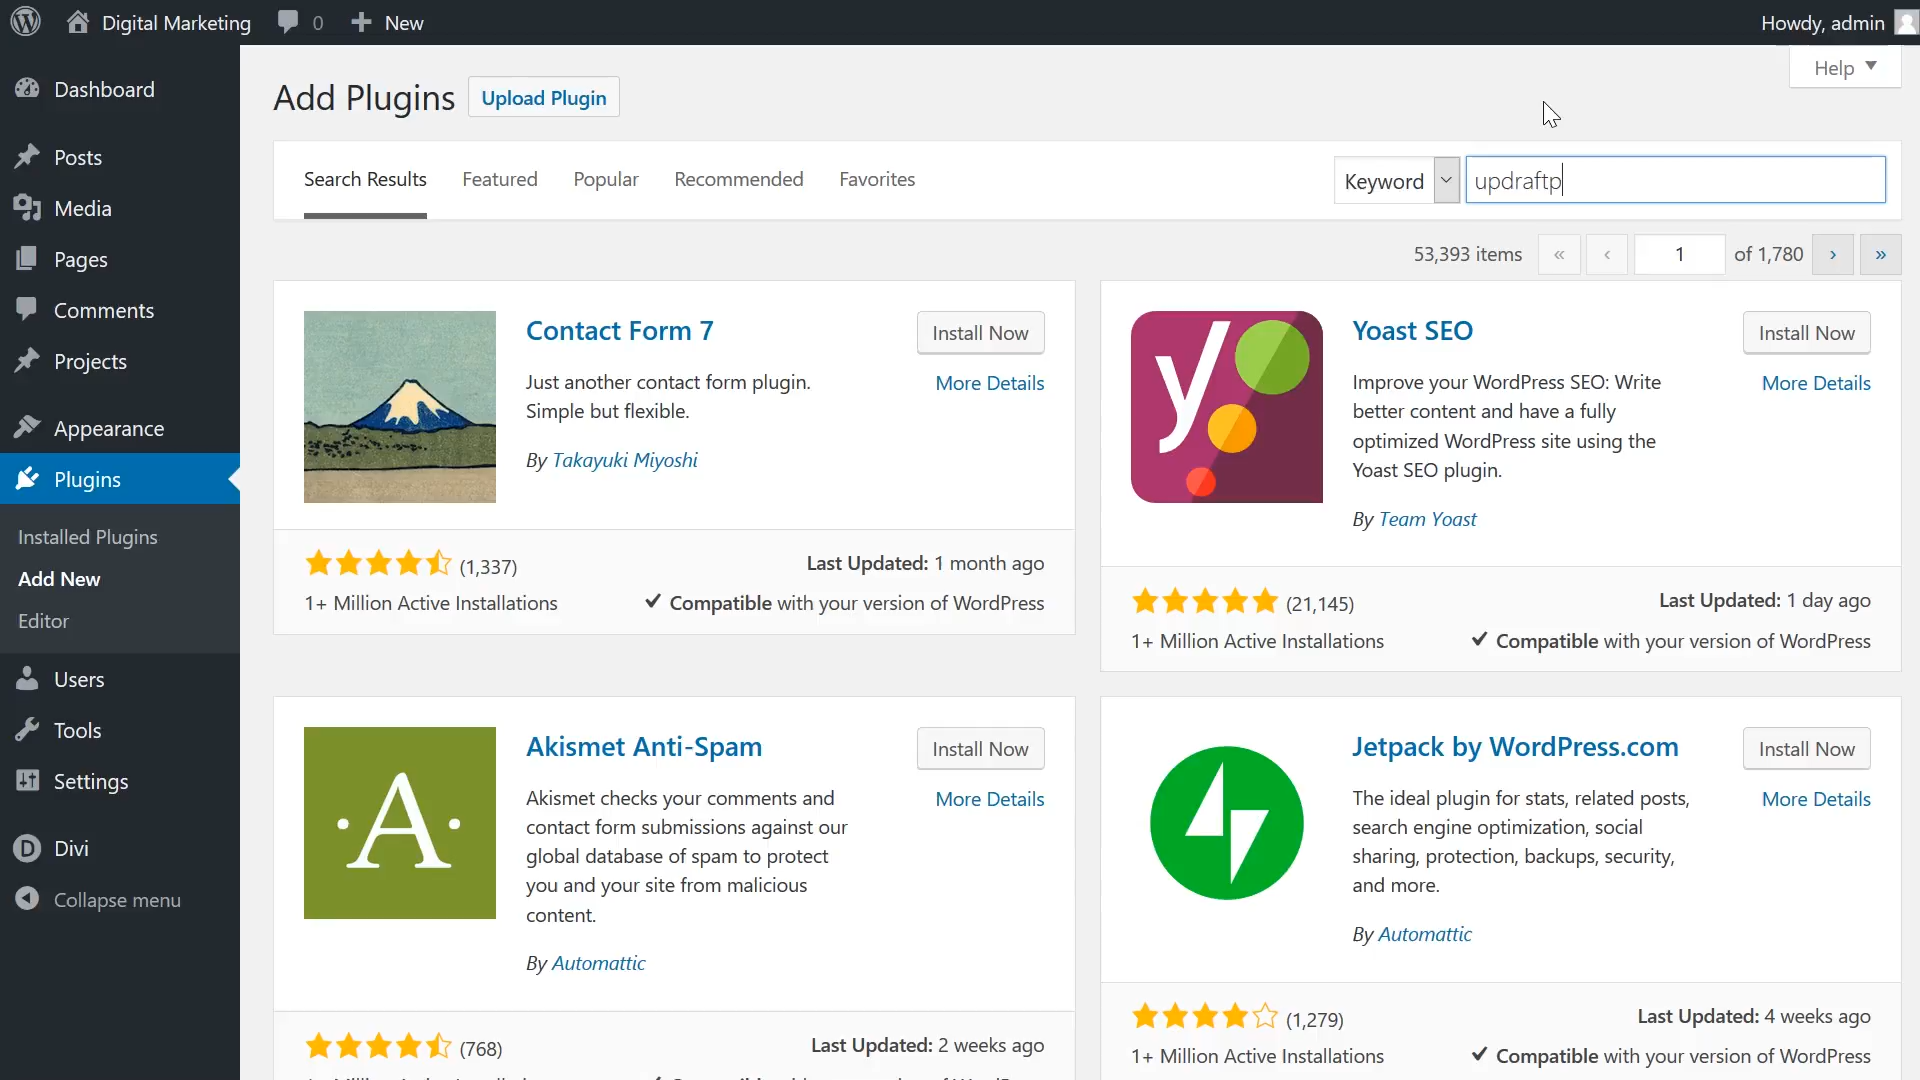 Digital Marketing 0 New Howdy, admin
Help
Dashboard
Posts
Media
Pages
Comments
Projects
Appearance
Plugins
Installed Plugins
Add New
Editor
Users
Tools
Settings
Divi
Collapse menu
Add Plugins Upload Plugin
Search Results Featured Popular Recommended Favorites Keyword updraftp
53,393 items « ‹ 1 of 1,780 › »
Contact Form 7
Install Now
More Details
Just another contact form plugin.
Simple but flexible.
By Takayuki Miyoshi
(1,337)
Last Updated: 1 month ago
1+ Million Active Installations
Compatible with your version of WordPress
y
Yoast SEO
Install Now
More Details
Improve your WordPress SEO: Write
better content and have a fully
optimized WordPress site using the
Yoast SEO plugin.
By Team Yoast
(21,145)
Last Updated: 1 day ago
1+ Million Active Installations
Compatible with your version of WordPress
A
Akismet Anti-Spam
Install Now
More Details
Akismet checks your comments and
contact form submissions against our
global database of spam to protect
you and your site from malicious
content.
By Automattic
(768)
Last Updated: 2 weeks ago
Jetpack by WordPress.com
Install Now
More Details
The ideal plugin for stats, related posts,
search engine optimization, social
sharing, protection, backups, security,
and more.
By Automattic
(1,279)
Last Updated: 4 weeks ago
1+ Million Active Installations
Compatible with your version of WordPress